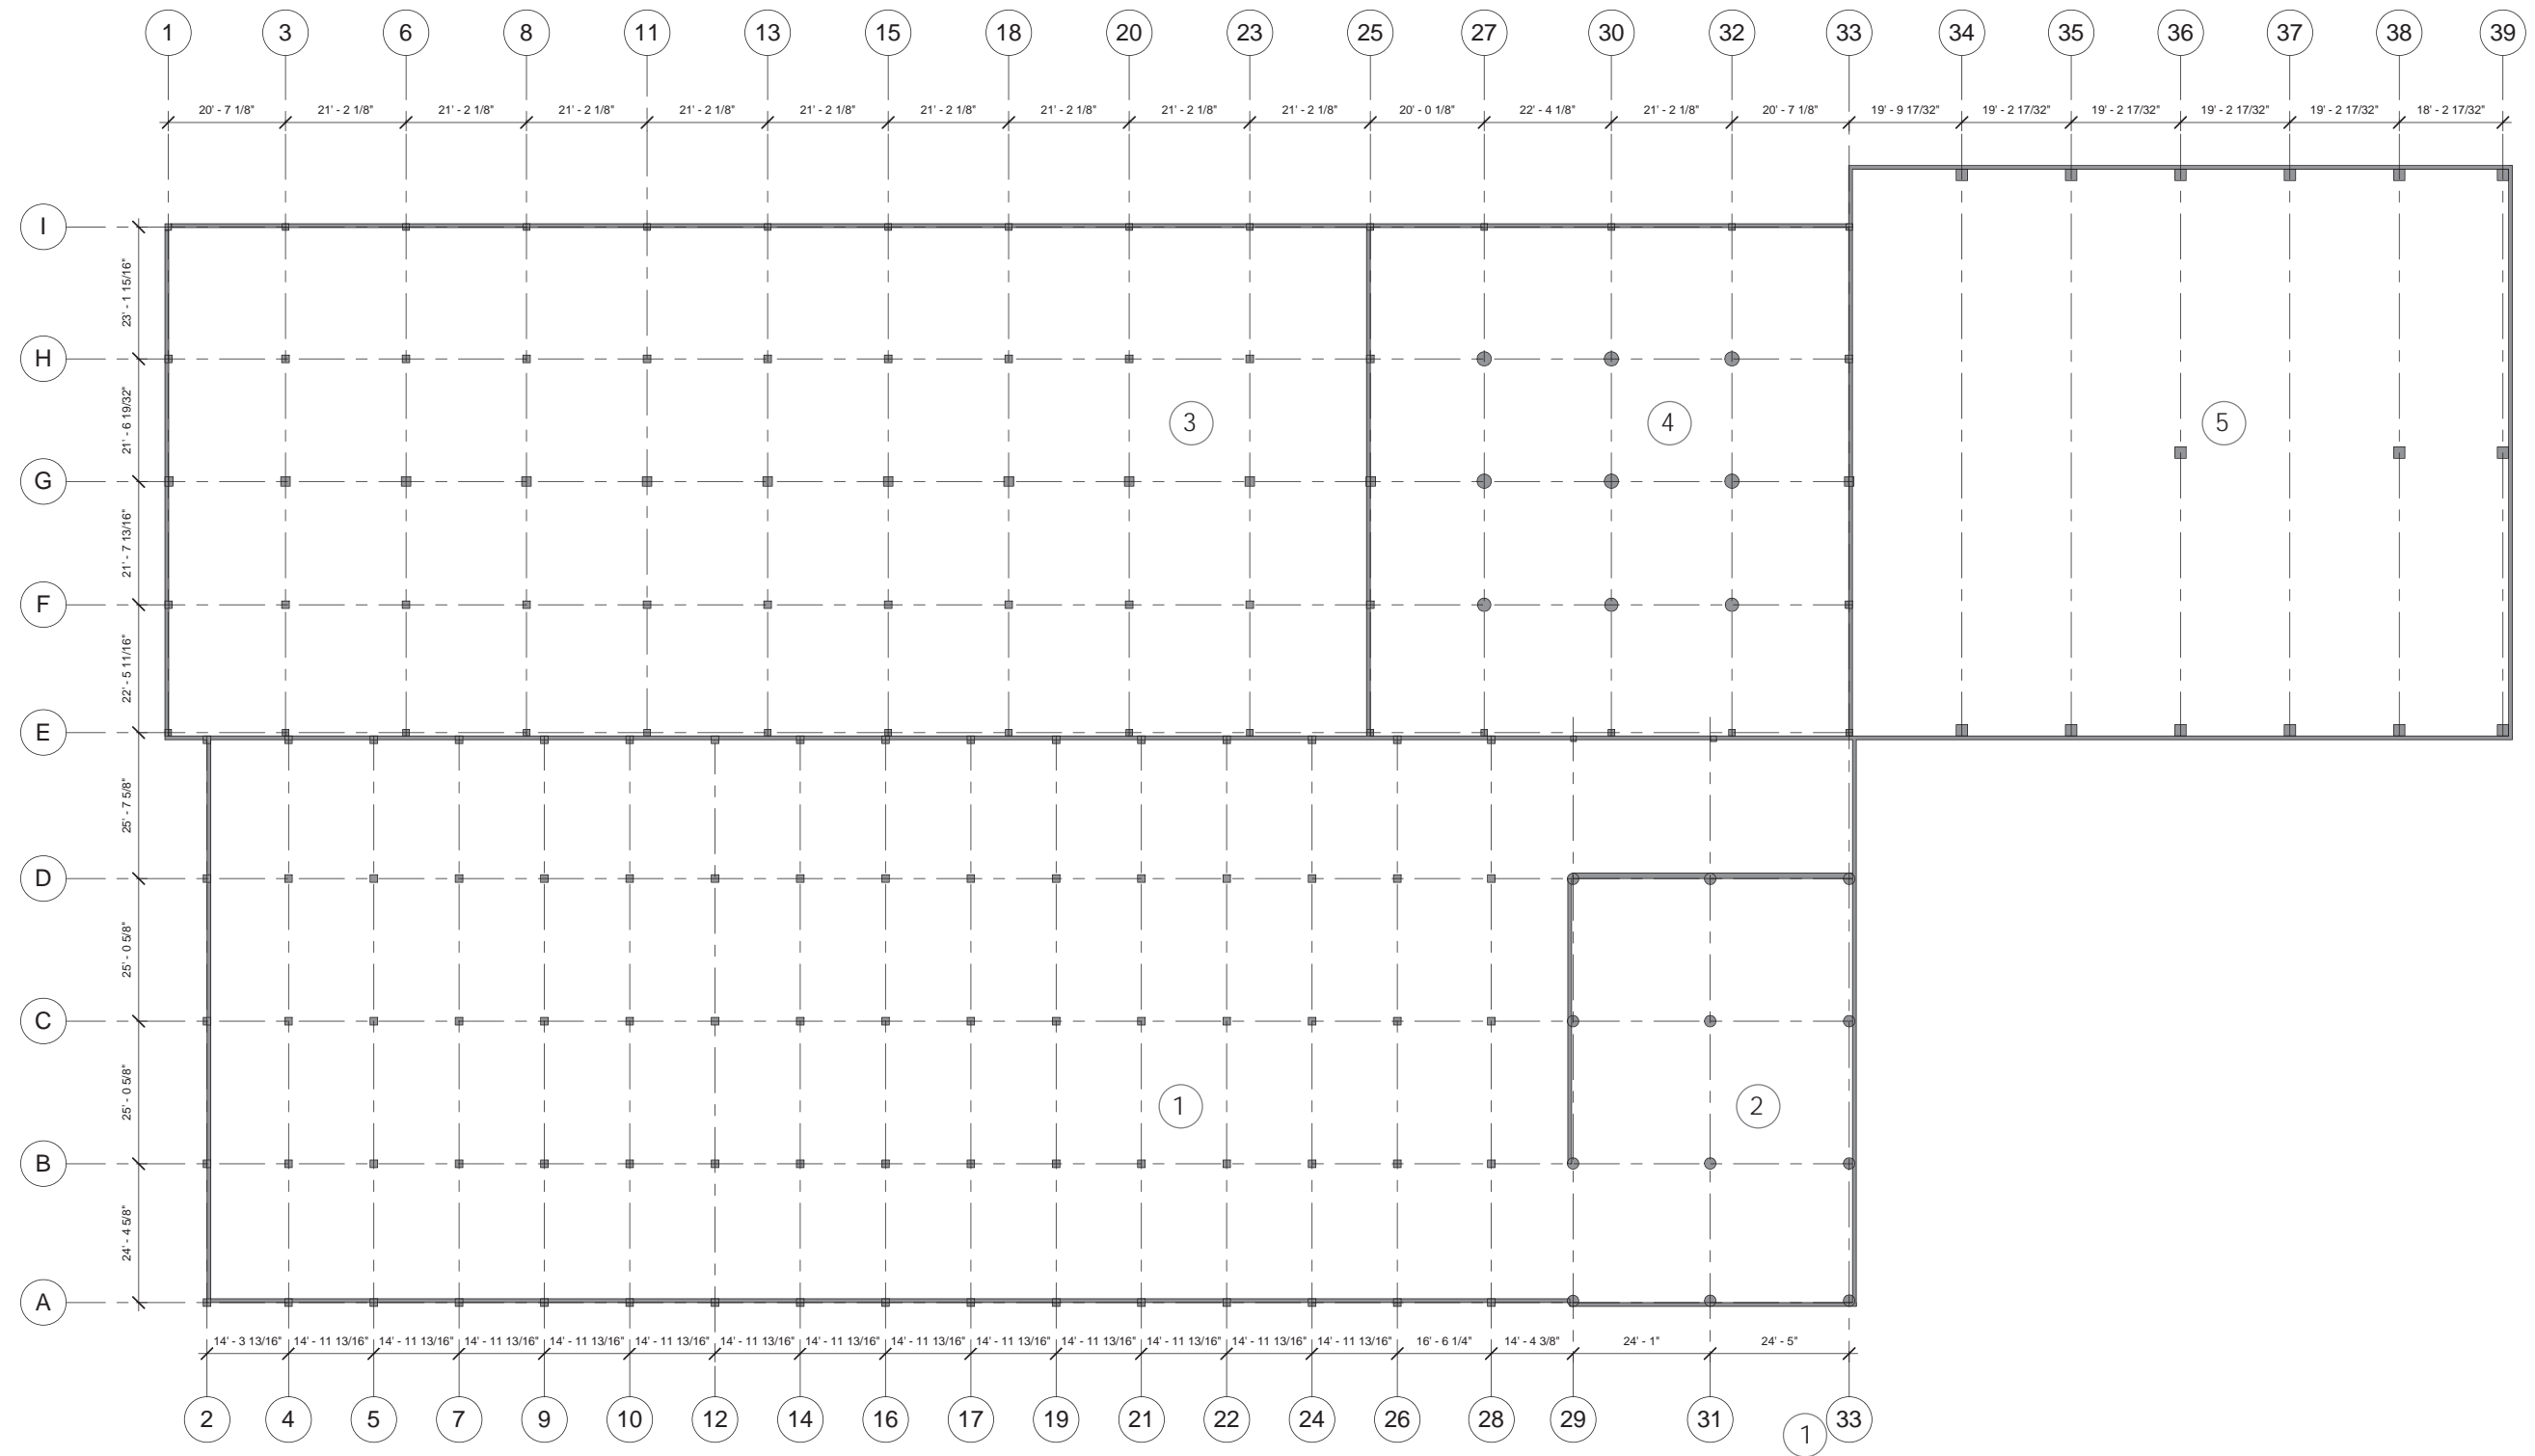 1 3 6 8 11 13 15 18 20 23 25 27 30 32 33 34 35 36 37 38 39
20' - 7 1/8" 21' - 2 1/8" 21' - 2 1/8" 21' - 2 1/8" 21' - 2 1/8" 21' - 2 1/8" 21' - 2 1/8" 21' - 2 1/8" 21' - 2 1/8" 21' - 2 1/8" 20' - 0 1/8" 22' - 4 1/8" 21' - 2 1/8" 20' - 7 1/8" 19' - 9 17/32" 19' - 2 17/32" 19' - 2 17/32" 19' - 2 17/32" 19' - 2 17/32" 18' - 2 17/32"
I
23' - 1 15/16"
H
21' - 6 19/32"
3 4 5
G
21' - 7 13/16"
F
22' - 5 11/16"
E
25' - 7 5/8"
D
25' - 0 5/8"
C
25' - 0 5/8"
1 2
B
24' - 4 5/8"
A
14' - 3 13/16" 14' - 11 13/16" 14' - 11 13/16" 14' - 11 13/16" 14' - 11 13/16" 14' - 11 13/16" 14' - 11 13/16" 14' - 11 13/16" 14' - 11 13/16" 14' - 11 13/16" 14' - 11 13/16" 14' - 11 13/16" 14' - 11 13/16" 14' - 11 13/16" 16' - 6 1/4" 14' - 4 3/8" 24' - 1" 24' - 5"
2 4 5 7 9 10 12 14 16 17 19 21 22 24 26 28 29 31 33
1